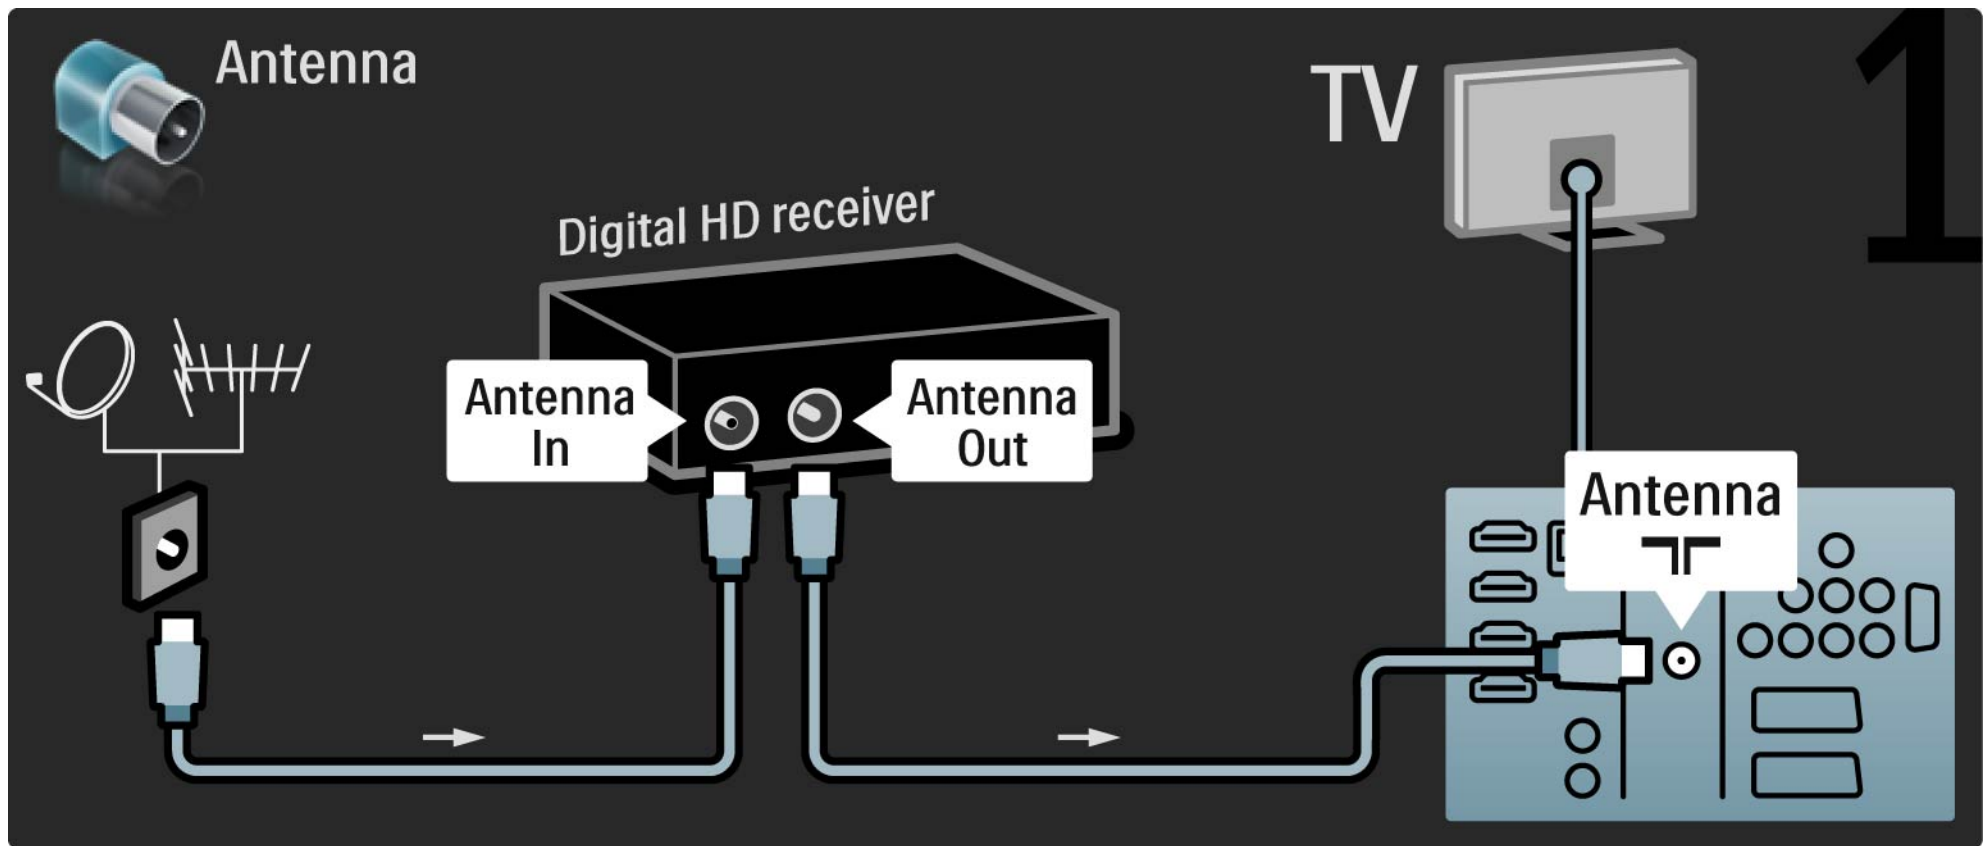 Antenna
TV
1
Digital HD receiver
Antenna
In
Antenna
Out
Antenna